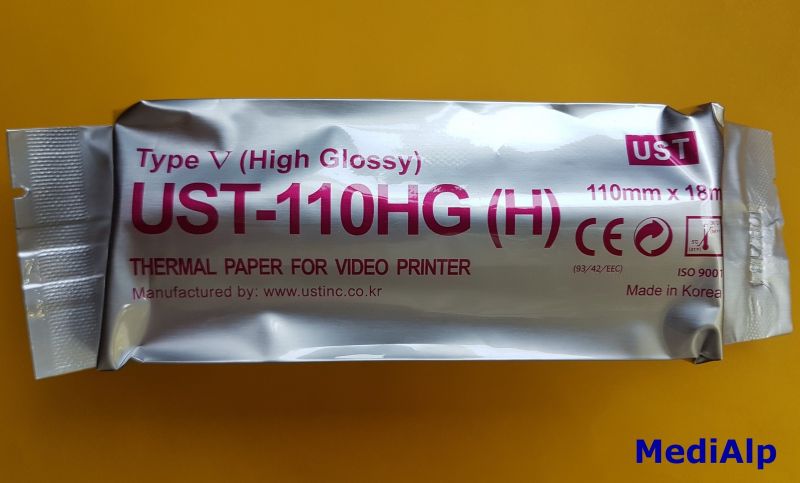 Type V (High Glossy)
UST
UST-110HG (H)
110mm x 18m
CE
(93/42/EEC)
THERMAL PAPER FOR VIDEO PRINTER
ISO 9001
Manufactured by: www.ustinc.co.kr
Made in Korea
MediAlp